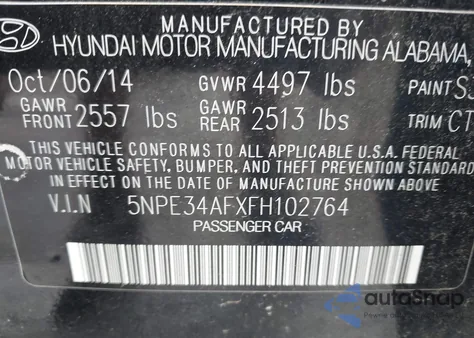 MANUFACTURED BY
HYUNDAI MOTOR MANUFACTURING ALABAMA,
Oct/06/14 GVWR 4497 lbs PAINT
GAWR FRONT 2557 lbs GAWR REAR 2513 lbs TRIM CT
THIS VEHICLE CONFORMS TO ALL APPLICABLE U.S.A. FEDERAL
MOTOR VEHICLE SAFETY, BUMPER, AND THEFT PREVENTION STANDARD
IN EFFECT ON THE DATE OF MANUFACTURE SHOWN ABOVE.
V.I.N 5NPE34AFXFH102764
PASSENGER CAR
autoSnap